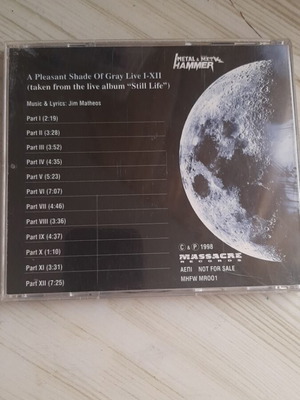 A Pleasant Shade Of Gray Live I-XII
(taken from the live album "Still Life")
Music & Lyrics: Jim Matheos
METAL &
HAMMER
Part I (2:19)
Part II (3:28)
Part III (3:52)
Part IV (4:35)
Part V (5:23)
Part VI (7:07)
Part VII (4:46)
Part VIII (3:36)
Part IX (4:37)
Part X (1:10)
Part XI (3:31)
Part XII (7:25)
© & ℗ 1998
MASSACRE
RECORDS
ΑΕΠΙ NOT FOR SALE
MHFW MR001